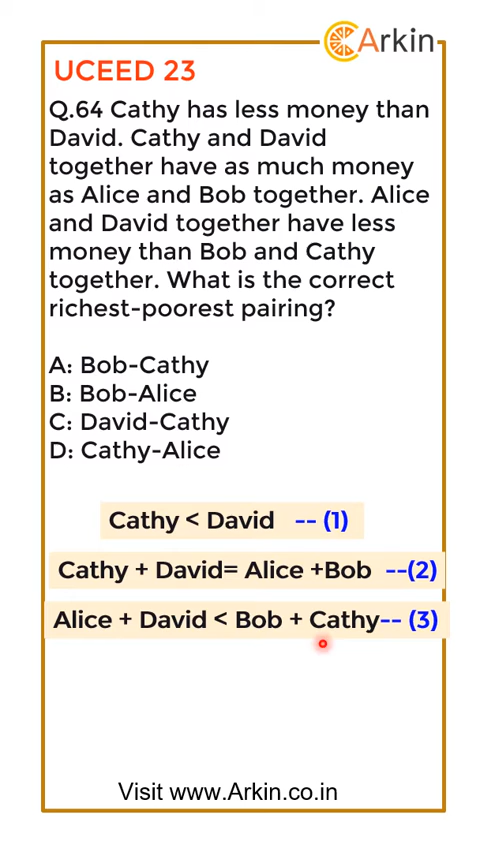 Arkin
UCEED 23
Q.64 Cathy has less money than
David. Cathy and David
together have as much money
as Alice and Bob together. Alice
and David together have less
money than Bob and Cathy
together. What is the correct
richest-poorest pairing?
A: Bob-Cathy
B: Bob-Alice
C: David-Cathy
D: Cathy-Alice
Cathy < David -- (1)
Cathy + David= Alice +Bob --(2)
Alice + David < Bob + Cathy-- (3)
Visit www.Arkin.co.in